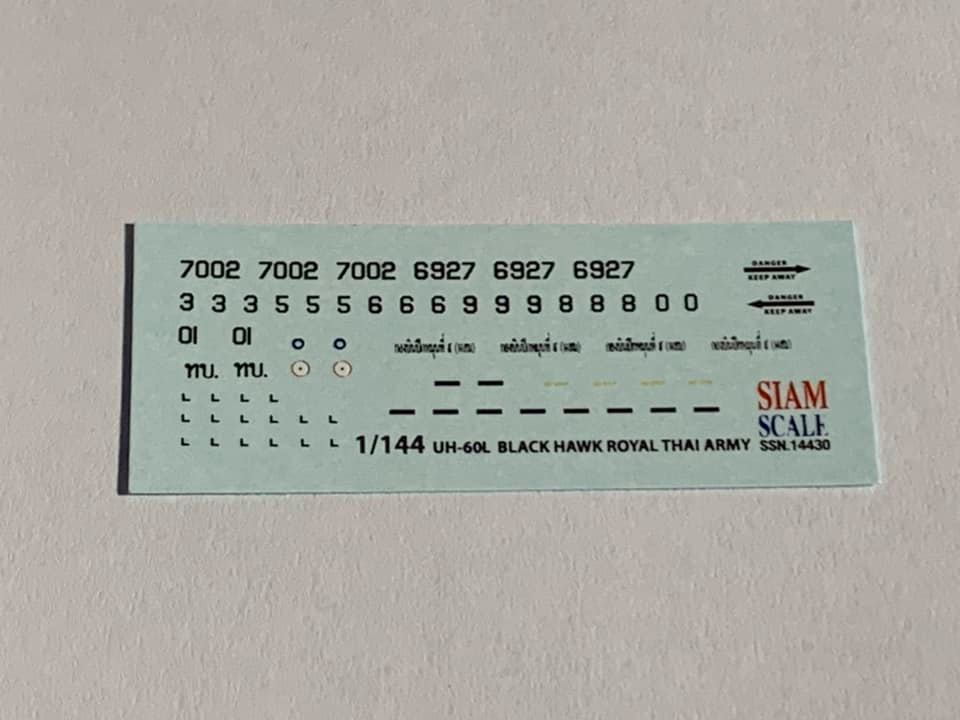 7002 7002 7002 6927 6927 6927
DANGER
KEEP AWAY
3 3 3 5 5 5 6 6 6 9 9 9 8 8 8 0 0
DANGER
KEEP AWAY
01 01
ทบ. ทบ.
SIAM
SCALE
1/144 UH-60L BLACK HAWK ROYAL THAI ARMY SSN.14430